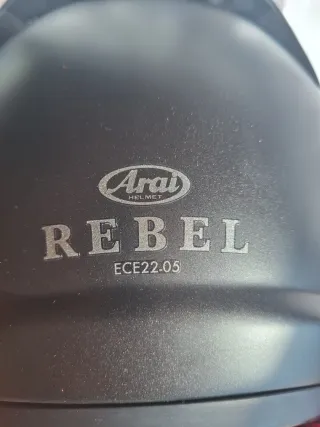 Arai
HELMET
REBEL
ECE22-05